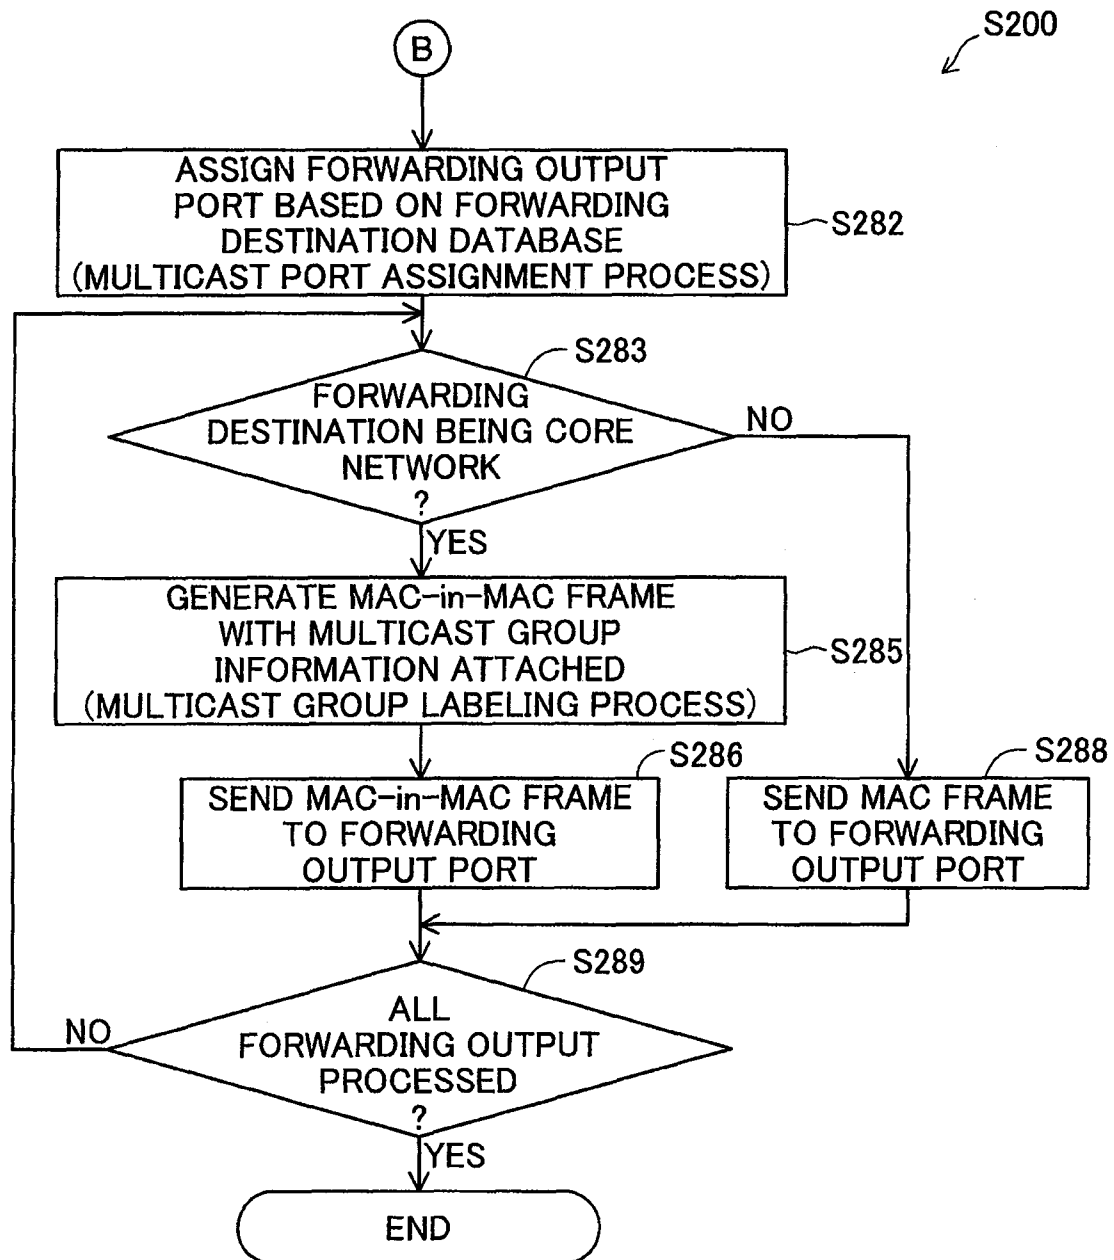 S200
B
ASSIGN FORWARDING OUTPUT
PORT BASED ON FORWARDING
DESTINATION DATABASE
(MULTICAST PORT ASSIGNMENT PROCESS)
S282
S283
FORWARDING
DESTINATION BEING CORE
NETWORK
?
NO
YES
GENERATE MAC-in-MAC FRAME
WITH MULTICAST GROUP
INFORMATION ATTACHED
(MULTICAST GROUP LABELING PROCESS)
S285
S286
SEND MAC-in-MAC FRAME
TO FORWARDING
OUTPUT PORT
S288
SEND MAC FRAME
TO FORWARDING
OUTPUT PORT
S289
ALL
FORWARDING OUTPUT
PROCESSED
?
NO
YES
END